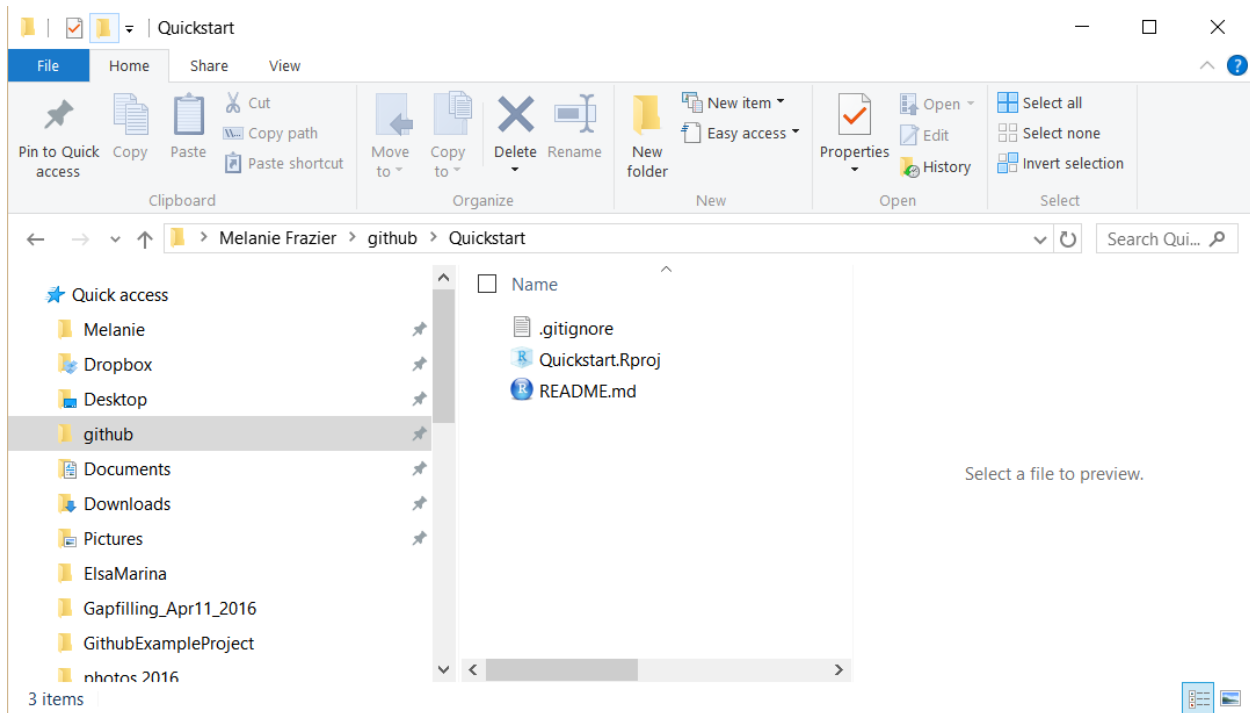 Quickstart
File Home Share View
Pin to Quick access
Copy
Paste
Cut
Copy path
Paste shortcut
Clipboard
Move to
Copy to
Delete
Rename
Organize
New folder
New item
Easy access
New
Properties
Open
Edit
History
Open
Select all
Select none
Invert selection
Select
Melanie Frazier > github > Quickstart
Search Qui...
Quick access
Melanie
Dropbox
Desktop
github
Documents
Downloads
Pictures
ElsaMarina
Gapfilling_Apr11_2016
GithubExampleProject
photos 2016
Name
.gitignore
Quickstart.Rproj
README.md
Select a file to preview.
3 items